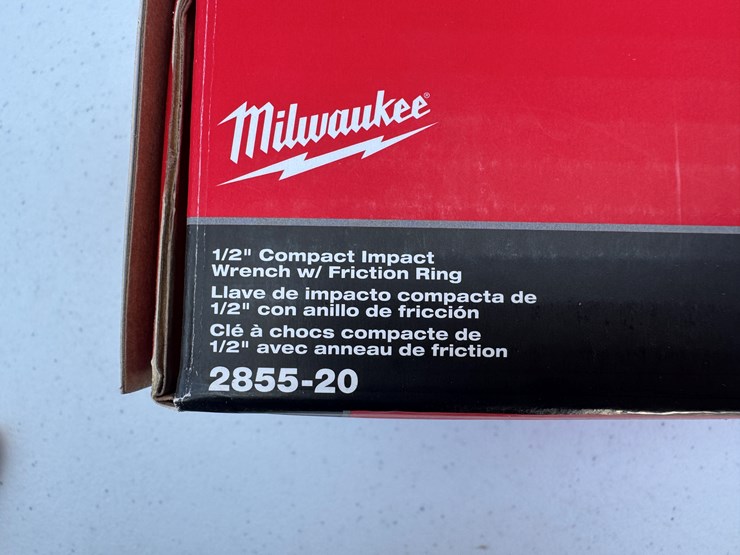 Milwaukee®
1/2" Compact Impact
Wrench w/ Friction Ring
Llave de impacto compacta de
1/2" con anillo de fricción
Clé à chocs compacte de
1/2" avec anneau de friction
2855-20